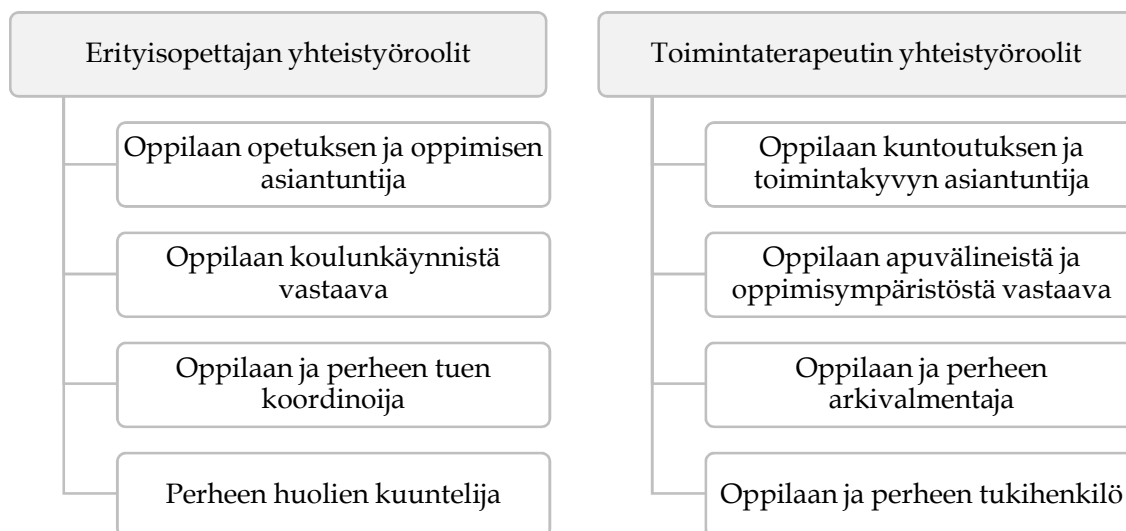 Erityisopettajan yhteistyöroolit
Oppilaan opetuksen ja oppimisen
asiantuntija
Oppilaan koulunkäynnistä
vastaava
Oppilaan ja perheen tuen
koordinoija
Perheen huolien kuuntelija
Toimintaterapeutin yhteistyöroolit
Oppilaan kuntoutuksen ja
toimintakyvyn asiantuntija
Oppilaan apuvälineistä ja
oppimisympäristöstä vastaava
Oppilaan ja perheen
arkivalmentaja
Oppilaan ja perheen tukihenkilö